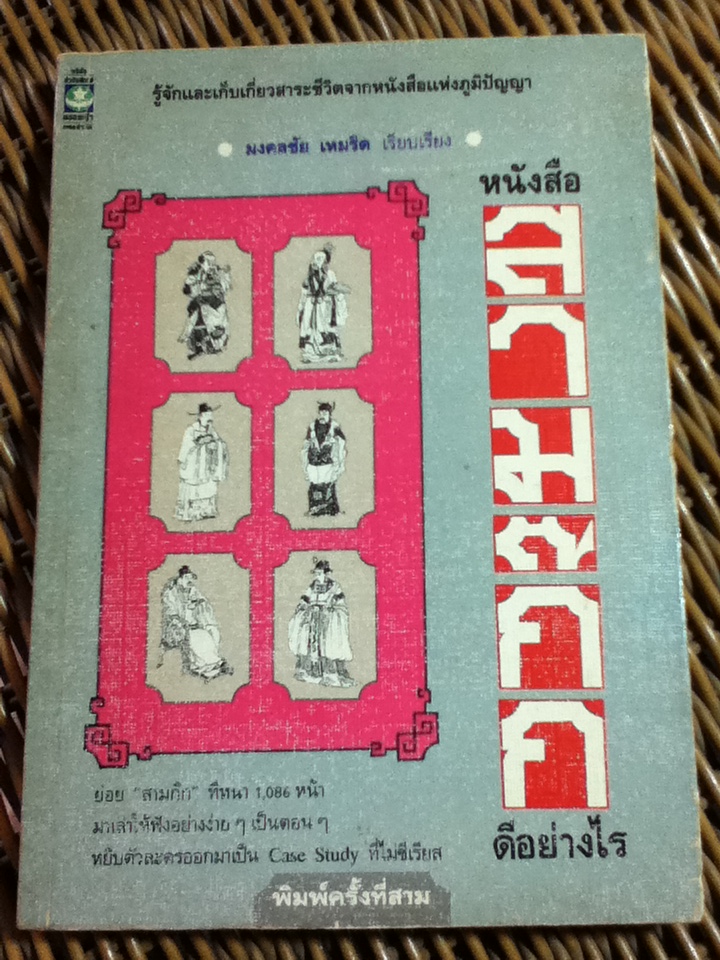 รู้จักและเก็บเกี่ยวสาระชีวิตจากหนังสือแห่งภูมิปัญญา
• มงคลชัย เหมริด เรียบเรียง •
หนังสือ
สามก๊ก
ดีอย่างไร
ย่อย "สามก๊ก" ที่หนา 1,086 หน้า
มาเล่าให้ฟังอย่างง่าย ๆ เป็นตอน ๆ
หยิบตัวละครออกมาเป็น Case Study ที่ไม่ซีเรียส
พิมพ์ครั้งที่สาม